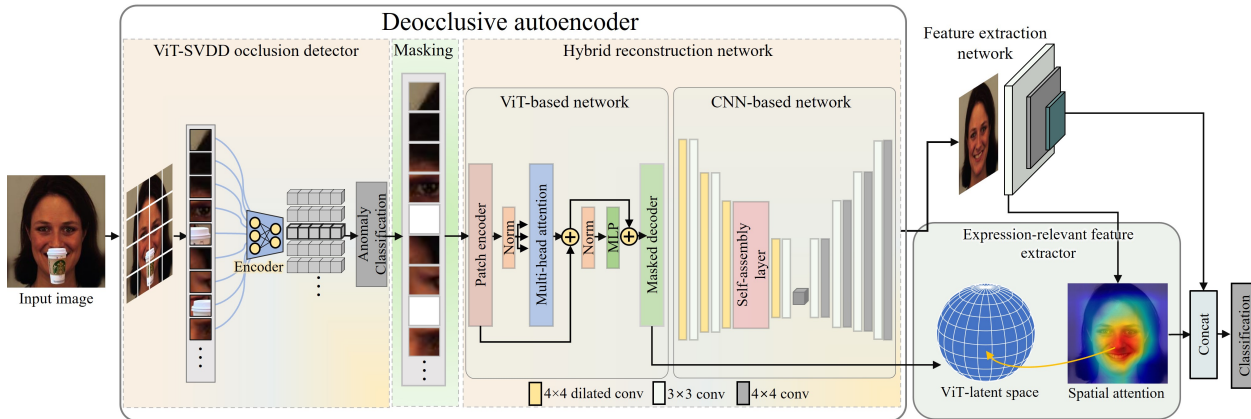 Deocclusive autoencoder
ViT-SVDD occlusion detector
Masking
Hybrid reconstruction network
Feature extraction
network
ViT-based network
CNN-based network
Input image
Encoder
Anomaly
Classification
Patch encoder
Norm
Multi-head attention
Norm
MLP
Masked decoder
Self-assembly
layer
4×4 dilated conv
3×3 conv
4×4 conv
Expression-relevant feature
extractor
ViT-latent space
Spatial attention
Concat
Classification